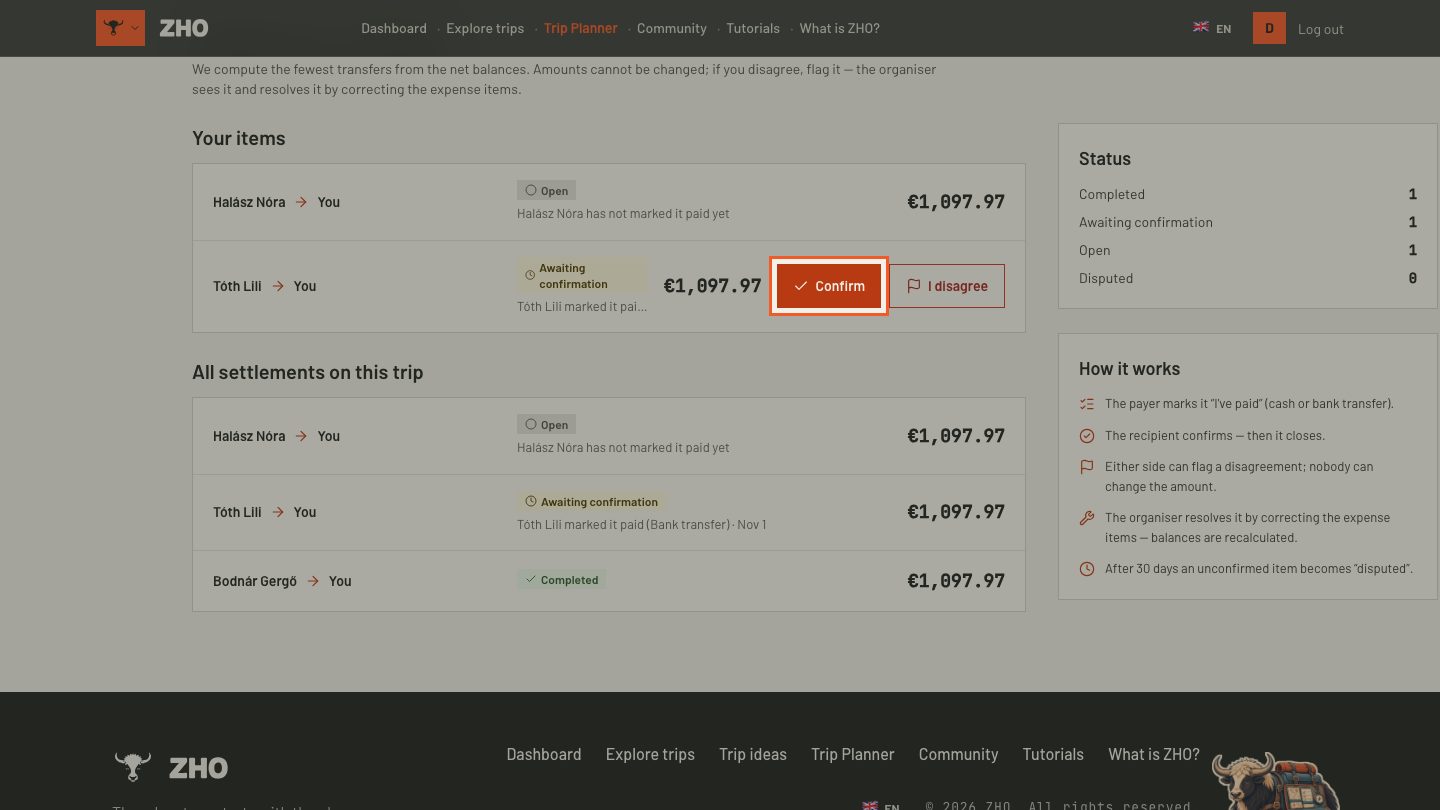 ZHO
Dashboard · Explore trips · Trip Planner · Community · Tutorials · What is ZHO?
EN
D
Log out
We compute the fewest transfers from the net balances. Amounts cannot be changed; if you disagree, flag it — the organiser
sees it and resolves it by correcting the expense items.
Your items
Halász Nóra → You
Open
Halász Nóra has not marked it paid yet
€1,097.97
Tóth Lili → You
Awaiting
confirmation
Tóth Lili marked it pai…
€1,097.97
Confirm
I disagree
All settlements on this trip
Halász Nóra → You
Open
Halász Nóra has not marked it paid yet
€1,097.97
Tóth Lili → You
Awaiting confirmation
Tóth Lili marked it paid (Bank transfer) · Nov 1
€1,097.97
Bodnár Gergő → You
Completed
€1,097.97
Status
Completed 1
Awaiting confirmation 1
Open 1
Disputed 0
How it works
The payer marks it "I've paid" (cash or bank transfer).
The recipient confirms — then it closes.
Either side can flag a disagreement; nobody can
change the amount.
The organiser resolves it by correcting the expense
items — balances are recalculated.
After 30 days an unconfirmed item becomes "disputed".
ZHO
Dashboard Explore trips Trip ideas Trip Planner Community Tutorials What is ZHO?
EN
© 2026 ZHO. All rights reserved